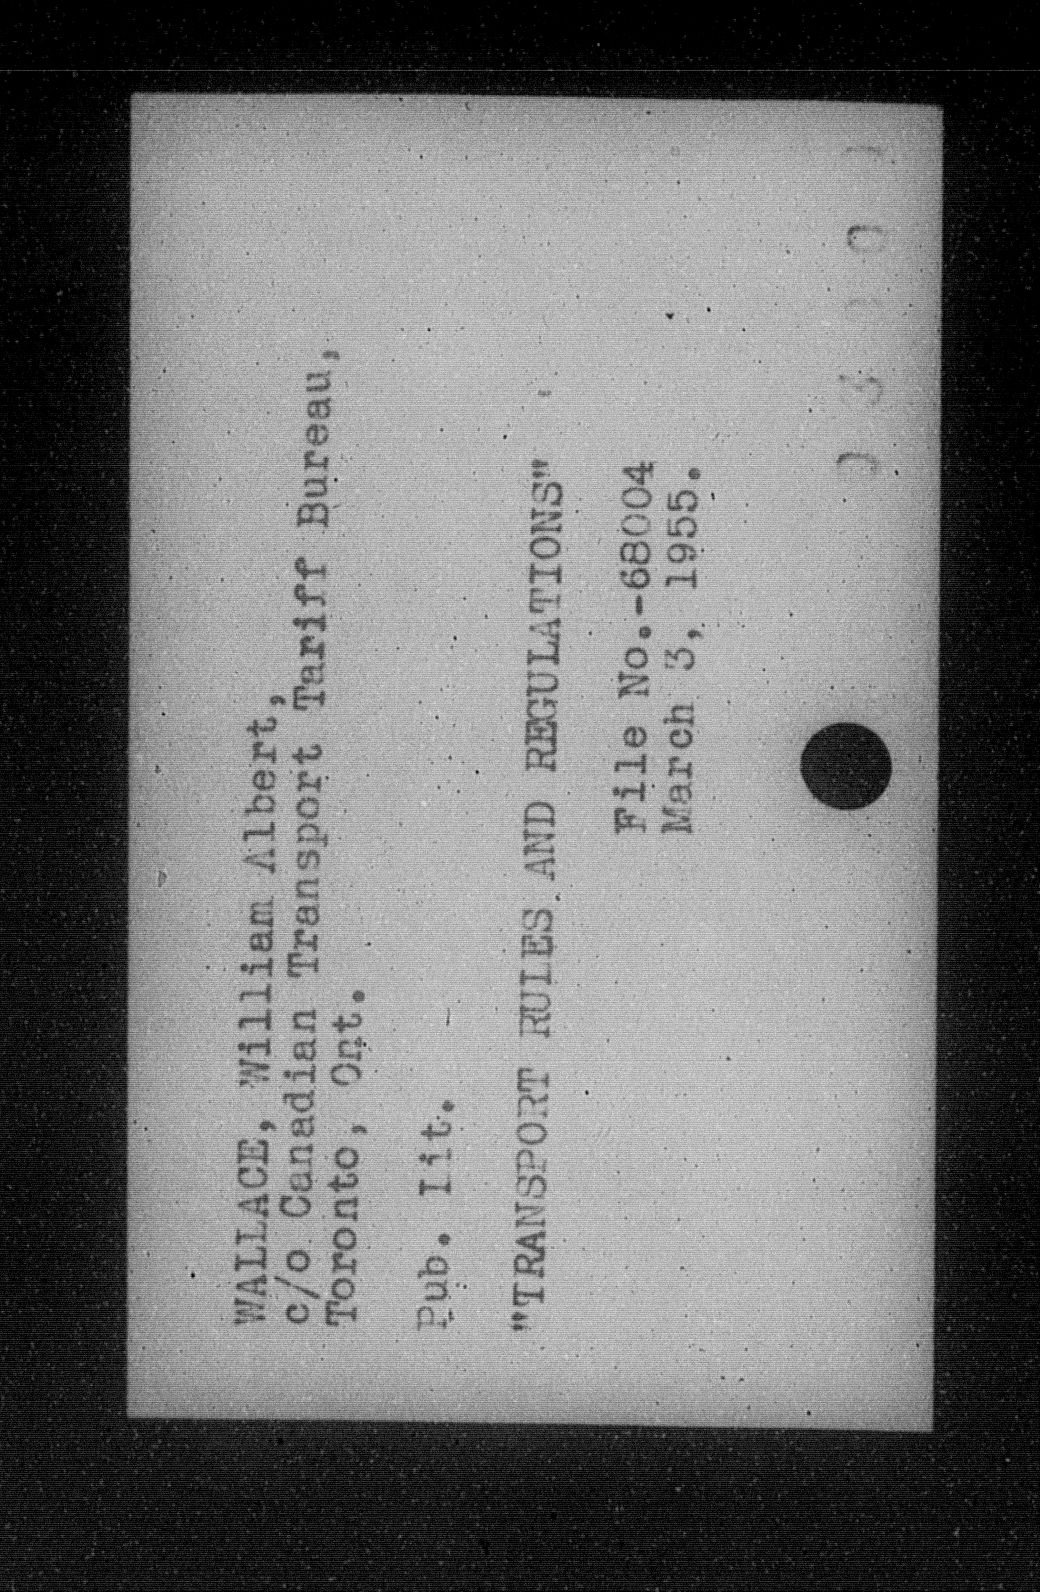 WALLACE, William Albert,
c/o Canadian Transport Tariff Bureau,
Toronto, Ont.
Pub. Lit.
"TRANSPORT RULES AND REGULATIONS"
File No.-68004
March 3, 1955.